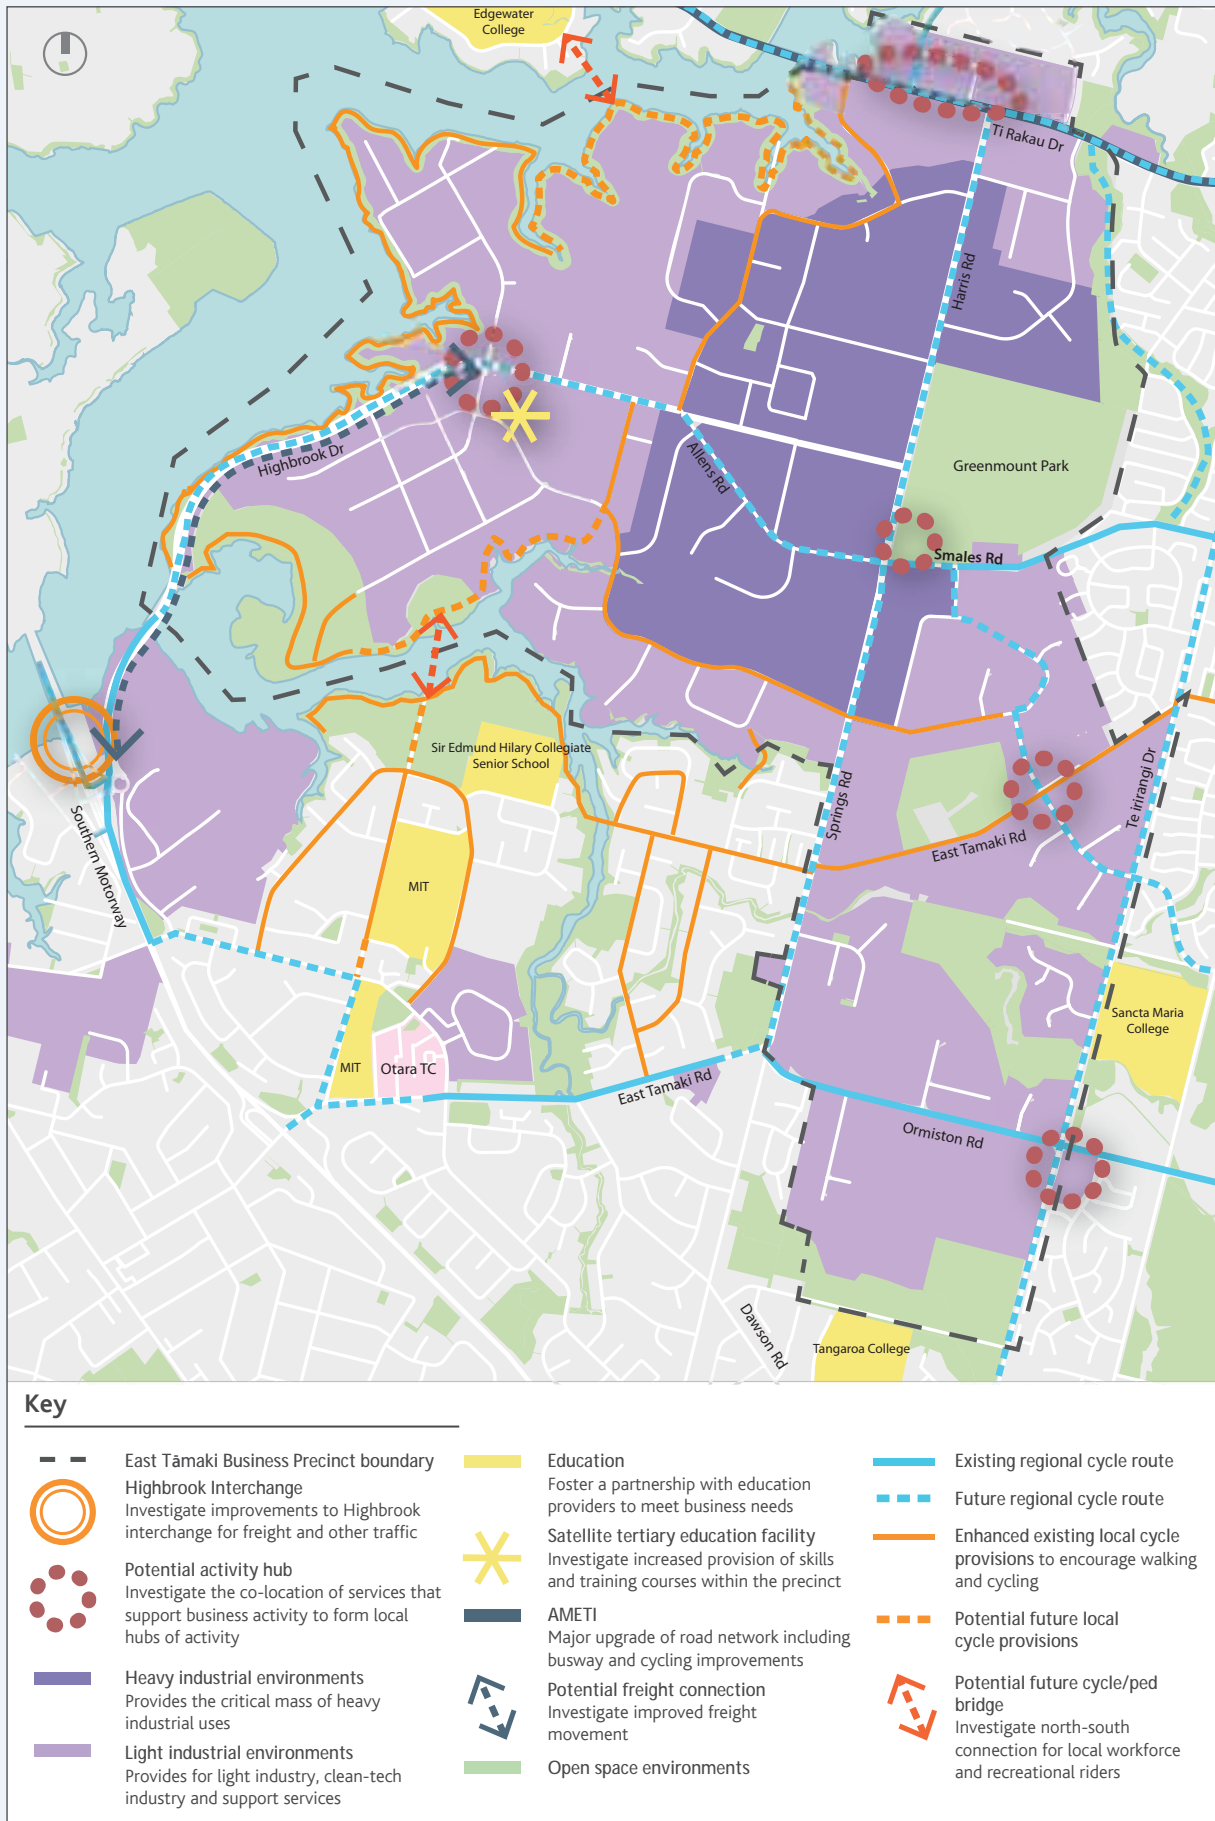 Edgewater
College
Ti Rakau Dr
Harris Rd
Highbrook Dr
Allens Rd
Greenmount Park
Smales Rd
Sir Edmund Hilary Collegiate
Senior School
Springs Rd
Te irirangi Dr
Southern Motorway
East Tamaki Rd
MIT
Sancta Maria
College
MIT
Otara TC
East Tamaki Rd
Ormiston Rd
Dawson Rd
Tangaroa College
Key
East Tāmaki Business Precinct boundary
Highbrook Interchange
Investigate improvements to Highbrook
interchange for freight and other traffic
Potential activity hub
Investigate the co-location of services that
support business activity to form local
hubs of activity
Heavy industrial environments
Provides the critical mass of heavy
industrial uses
Light industrial environments
Provides for light industry, clean-tech
industry and support services
Education
Foster a partnership with education
providers to meet business needs
Satellite tertiary education facility
Investigate increased provision of skills
and training courses within the precinct
AMETI
Major upgrade of road network including
busway and cycling improvements
Potential freight connection
Investigate improved freight
movement
Open space environments
Existing regional cycle route
Future regional cycle route
Enhanced existing local cycle
provisions to encourage walking
and cycling
Potential future local
cycle provisions
Potential future cycle/ped
bridge
Investigate north-south
connection for local workforce
and recreational riders